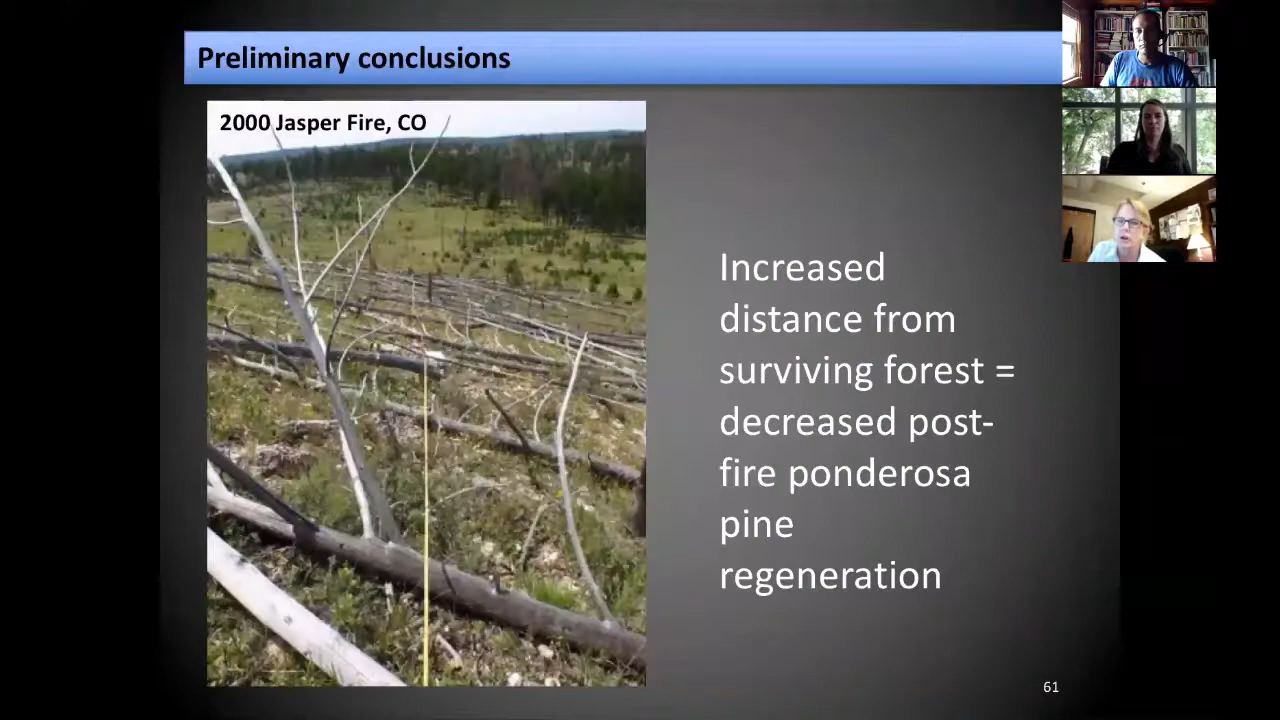 Preliminary conclusions
2000 Jasper Fire, CO
Increased
distance from
surviving forest =
decreased post-
fire ponderosa
pine
regeneration
61